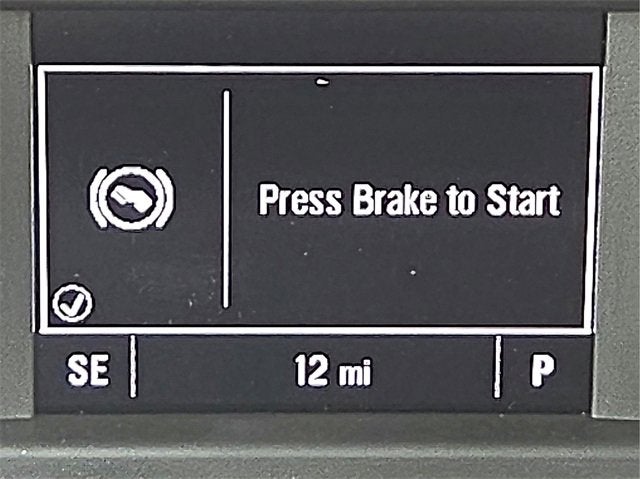 Press Brake to Start
SE
12 mi
P